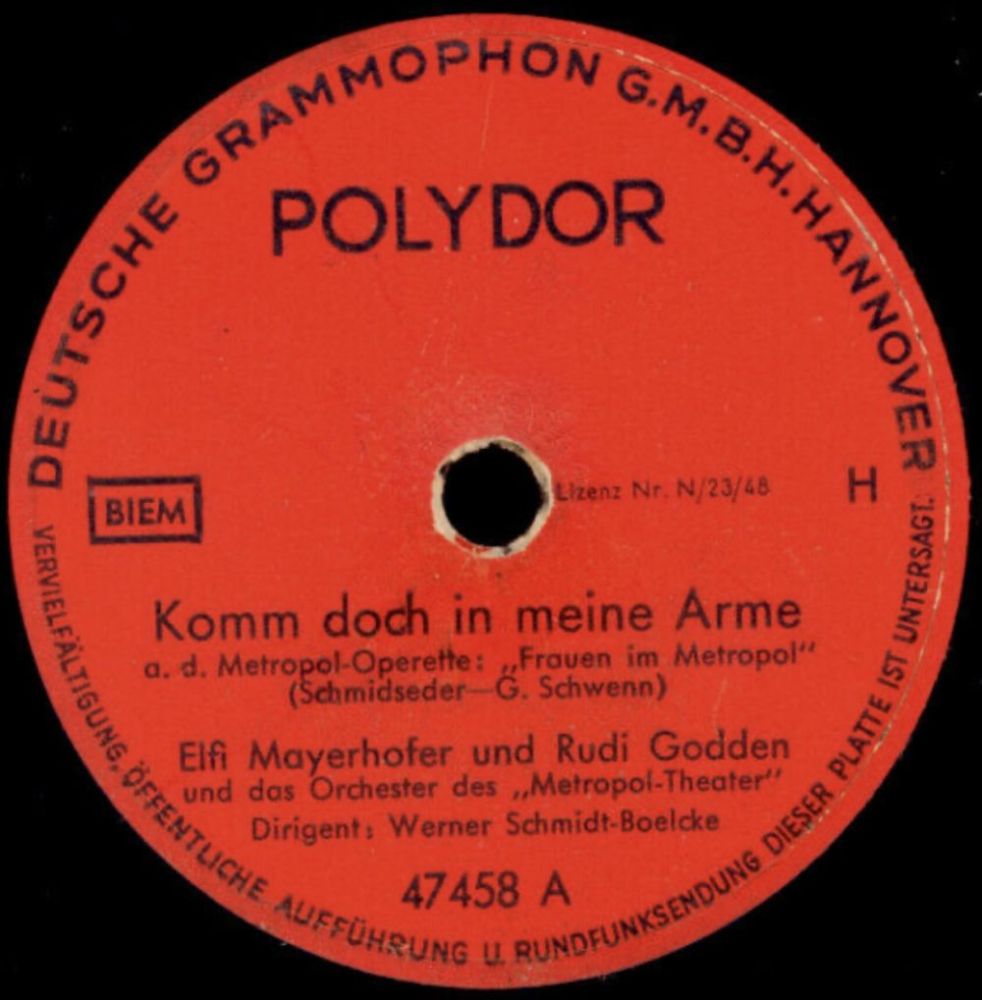 DEUTSCHE GRAMMOPHON G.M.B.H. HANNOVER
POLYDOR
BIEM
Lizenz Nr. N/23/48
H
Komm doch in meine Arme
a. d. Metropol-Operette: „Frauen im Metropol“
(Schmidseder—G. Schwenn)
Elfi Mayerhofer und Rudi Godden
und das Orchester des „Metropol-Theater“
Dirigent: Werner Schmidt-Boelcke
47458 A
VERVIELFÄLTIGUNG, ÖFFENTLICHE AUFFÜHRUNG U. RUNDFUNKSENDUNG DIESER PLATTE IST UNTERSAGT.